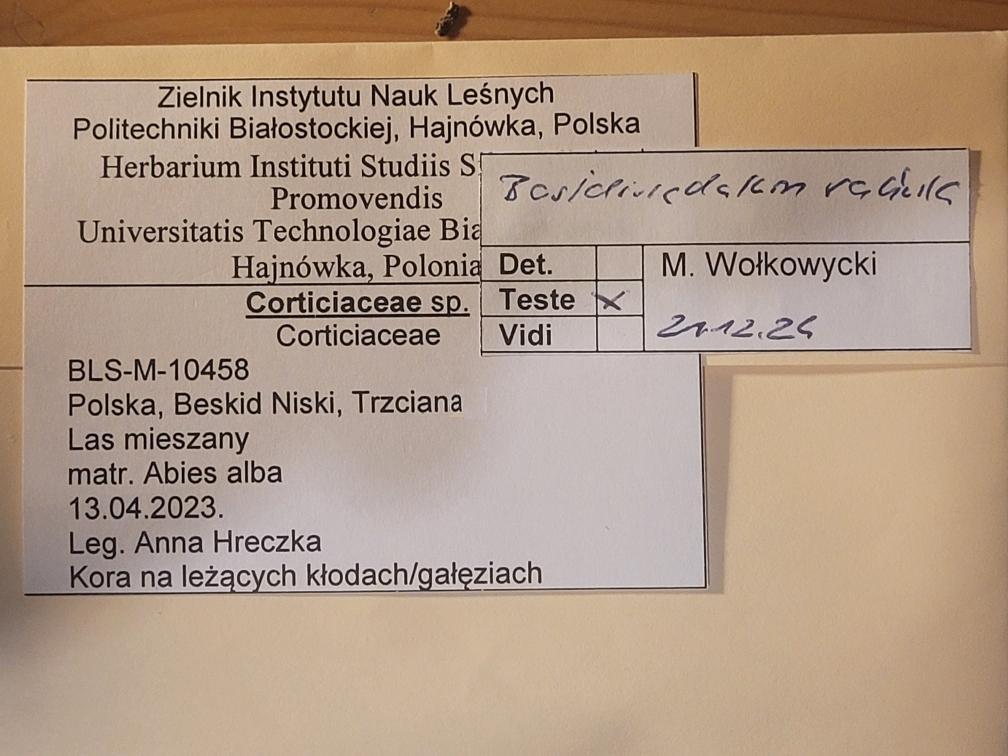 Zielnik Instytutu Nauk Leśnych
Politechniki Białostockiej, Hajnówka, Polska
Herbarium Instituti Studiis S
Promovendis
Universitatis Technologiae Bia
Hajnówka, Polonia
Corticiaceae sp.
Corticiaceae
BLS-M-10458
Polska, Beskid Niski, Trzciana
Las mieszany
matr. Abies alba
13.04.2023.
Leg. Anna Hreczka
Kora na leżących kłodach/gałęziach
Basidioradulum radula
Det.
M. Wołkowycki
Teste x
Vidi
21.12.24